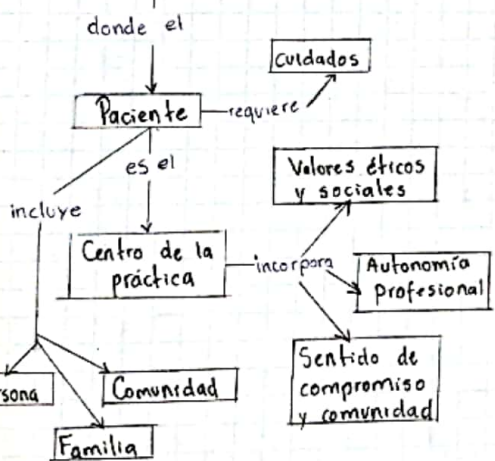 donde el
Cuidados
Paciente
requiere
es el
Valores éticos
y sociales
incluye
Centro de la
práctica
incorpora
Autonomía
profesional
Sentido de
compromiso
y comunidad
sona
Comunidad
Familia